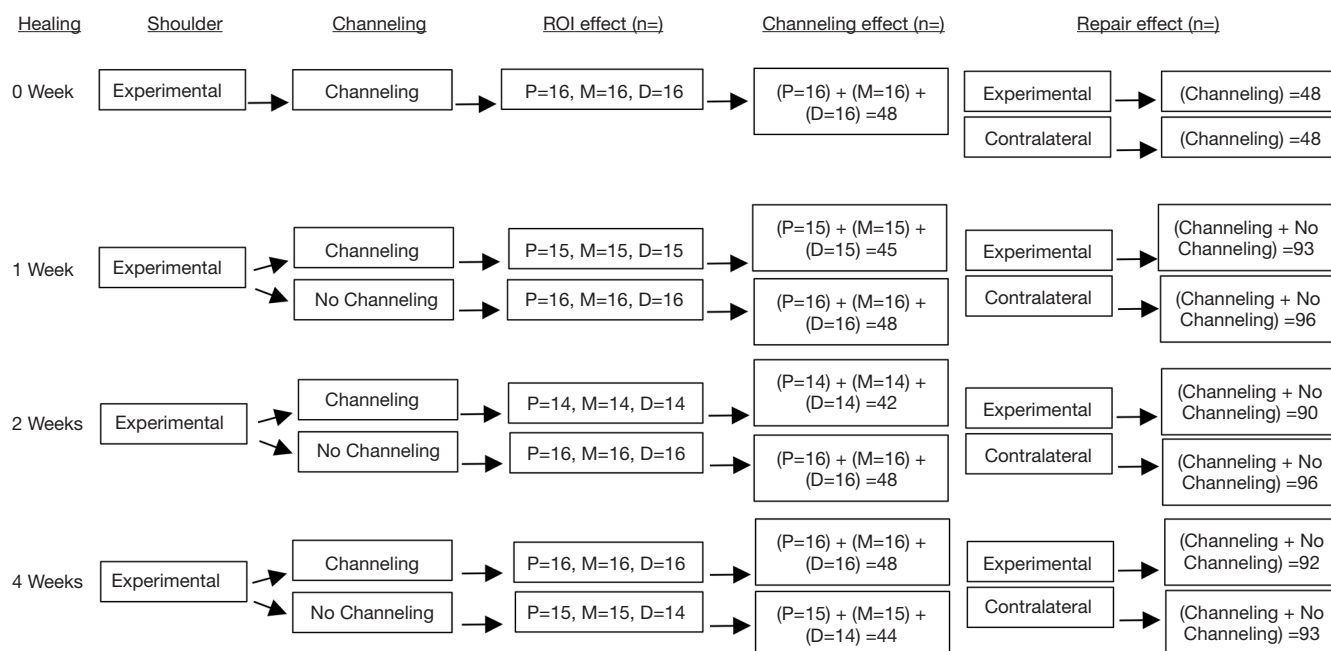 Healing Shoulder Channeling ROI effect (n=) Channeling effect (n=) Repair effect (n=)
0 Week
Experimental
Channeling
P=16, M=16, D=16
(P=16) + (M=16) +
(D=16) =48
Experimental
(Channeling) =48
Contralateral
(Channeling) =48
1 Week
Experimental
Channeling
P=15, M=15, D=15
(P=15) + (M=15) +
(D=15) =45
No Channeling
P=16, M=16, D=16
(P=16) + (M=16) +
(D=16) =48
Experimental
(Channeling + No
Channeling) =93
Contralateral
(Channeling + No
Channeling) =96
2 Weeks
Experimental
Channeling
P=14, M=14, D=14
(P=14) + (M=14) +
(D=14) =42
No Channeling
P=16, M=16, D=16
(P=16) + (M=16) +
(D=16) =48
Experimental
(Channeling + No
Channeling) =90
Contralateral
(Channeling + No
Channeling) =96
4 Weeks
Experimental
Channeling
P=16, M=16, D=16
(P=16) + (M=16) +
(D=16) =48
No Channeling
P=15, M=15, D=14
(P=15) + (M=15) +
(D=14) =44
Experimental
(Channeling + No
Channeling) =92
Contralateral
(Channeling + No
Channeling) =93